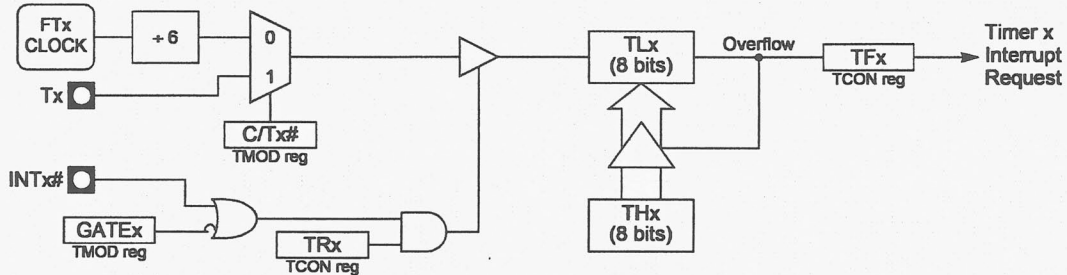 FTx
CLOCK
÷ 6
0
1
Tx
C/Tx#
TMOD reg
INTx#
GATEx
TMOD reg
TRx
TCON reg
TLx
(8 bits)
Overflow
TFx
TCON reg
Timer x
Interrupt
Request
THx
(8 bits)